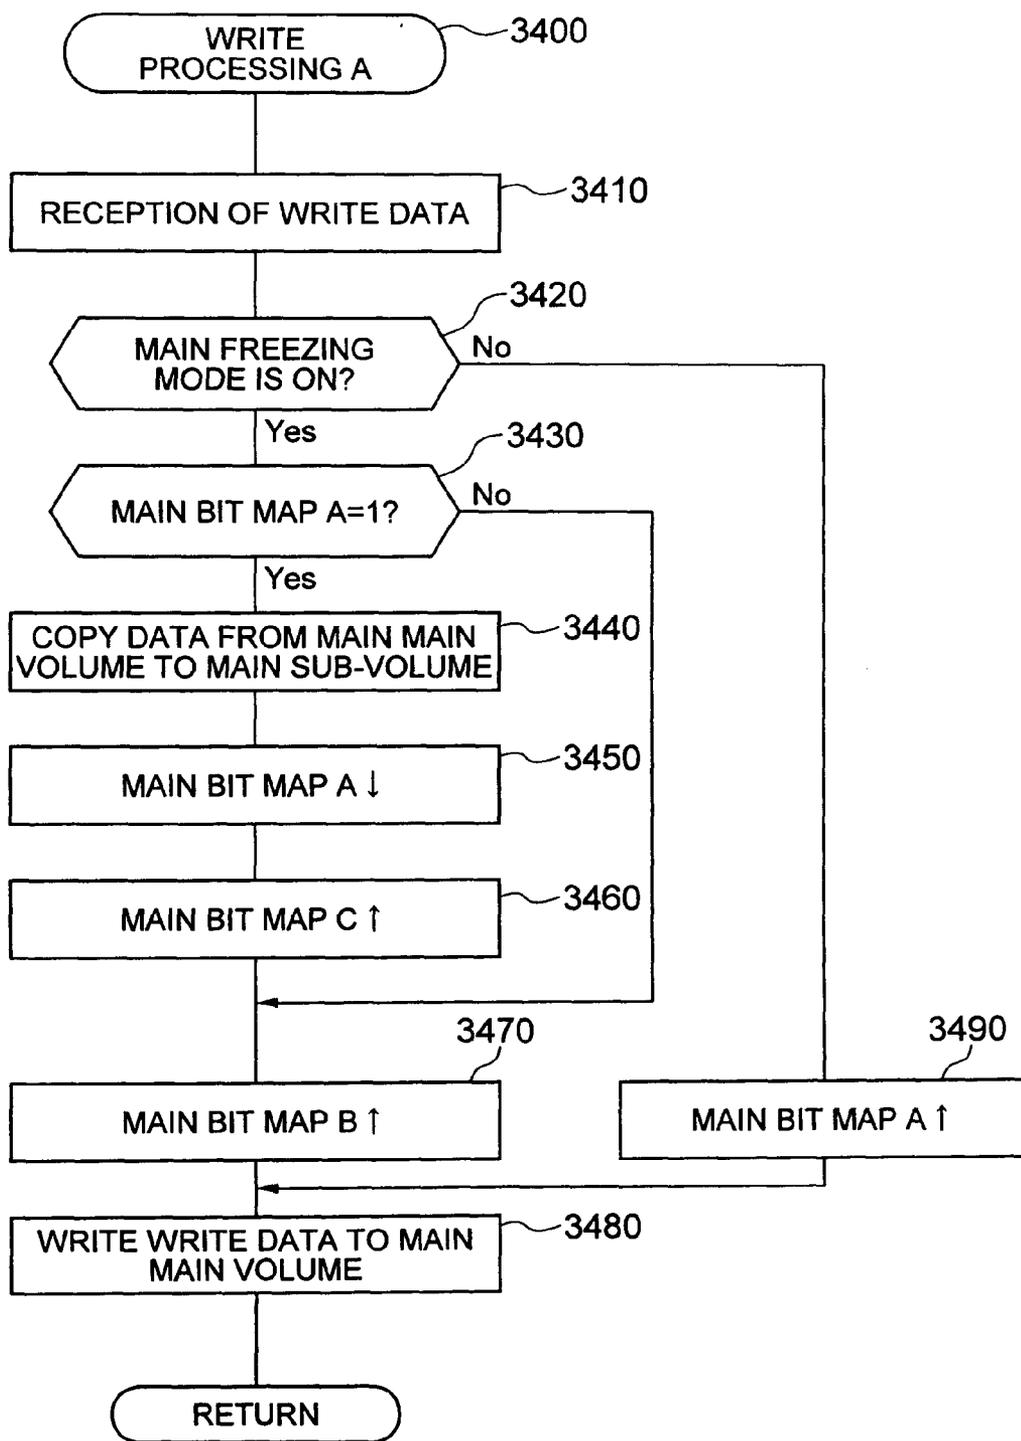 WRITE
PROCESSING A
3400
RECEPTION OF WRITE DATA
3410
MAIN FREEZING
MODE IS ON?
3420
No
Yes
MAIN BIT MAP A=1?
3430
No
Yes
COPY DATA FROM MAIN MAIN
VOLUME TO MAIN SUB-VOLUME
3440
MAIN BIT MAP A ↓
3450
MAIN BIT MAP C ↑
3460
3470
MAIN BIT MAP B ↑
3490
MAIN BIT MAP A ↑
WRITE WRITE DATA TO MAIN
MAIN VOLUME
3480
RETURN